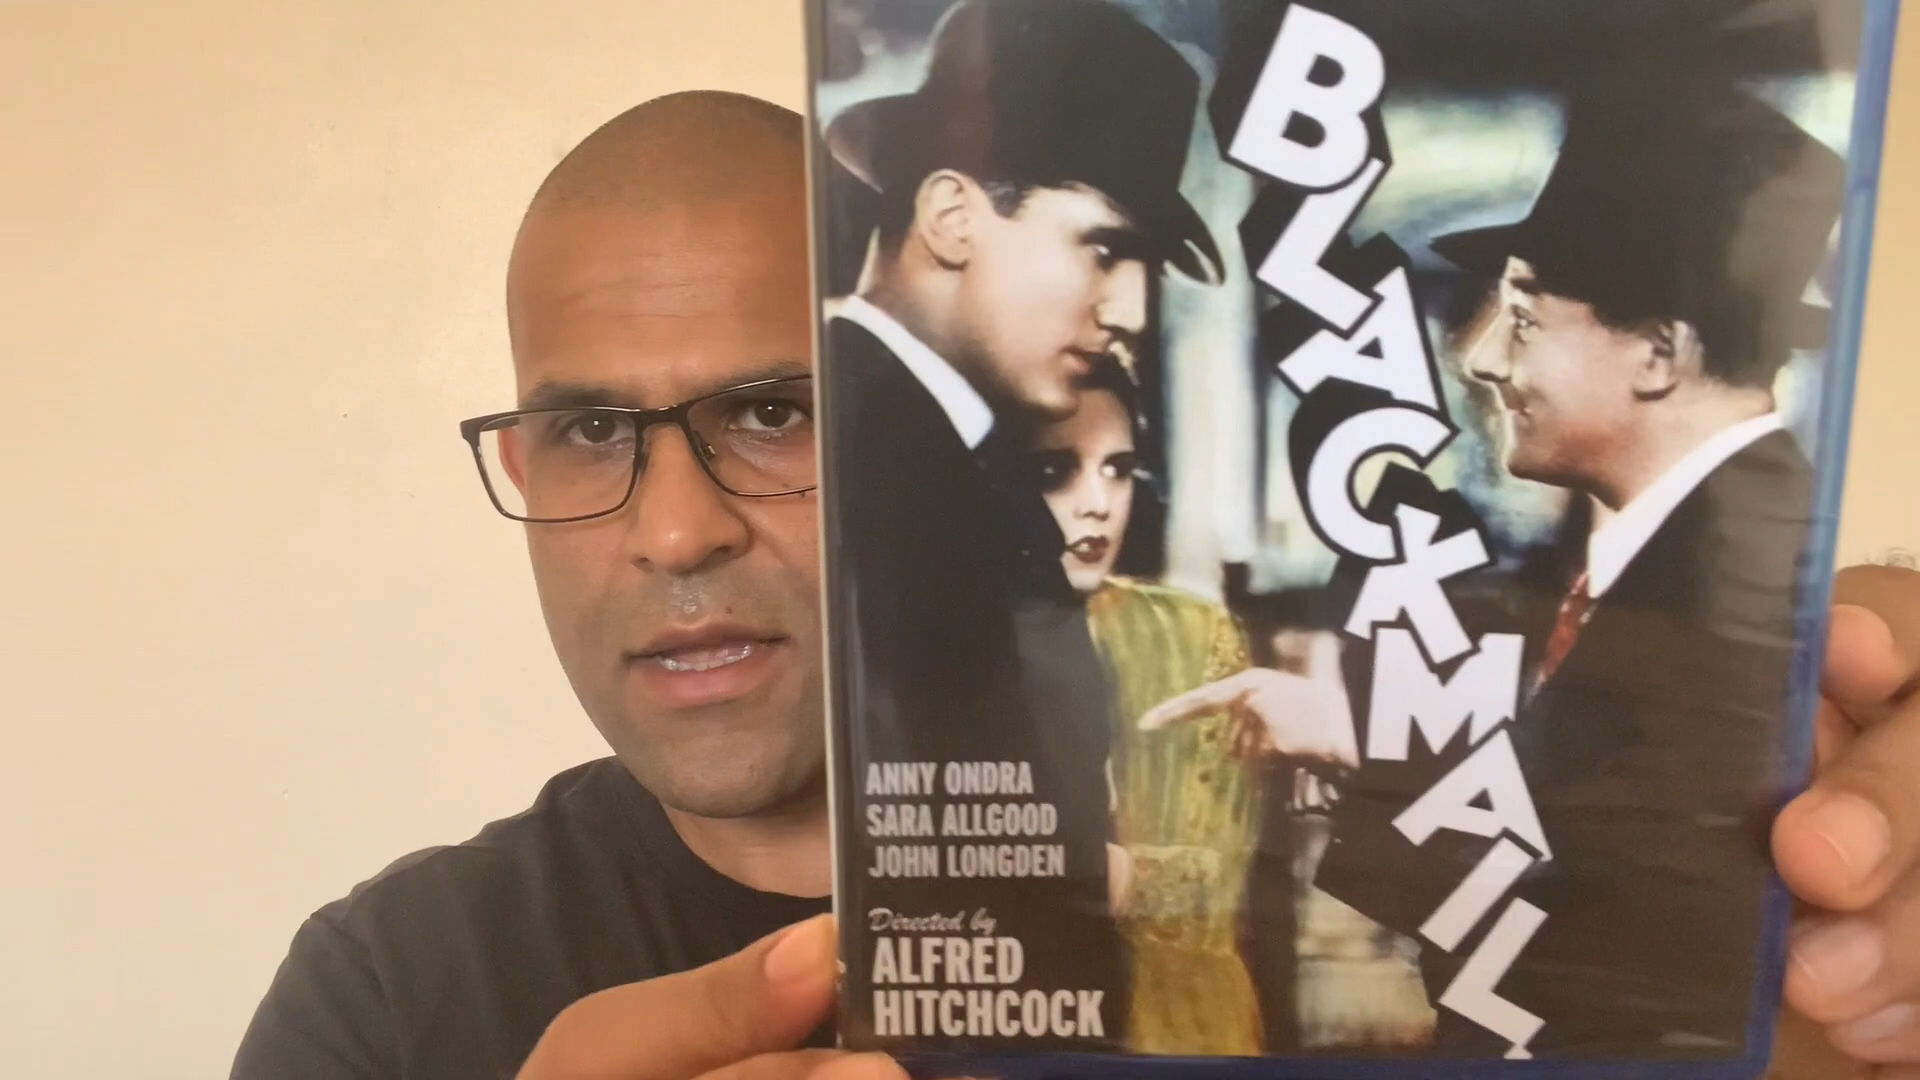 BLACKMAIL
ANNY ONDRA
SARA ALLGOOD
JOHN LONGDEN
Directed by
ALFRED
HITCHCOCK